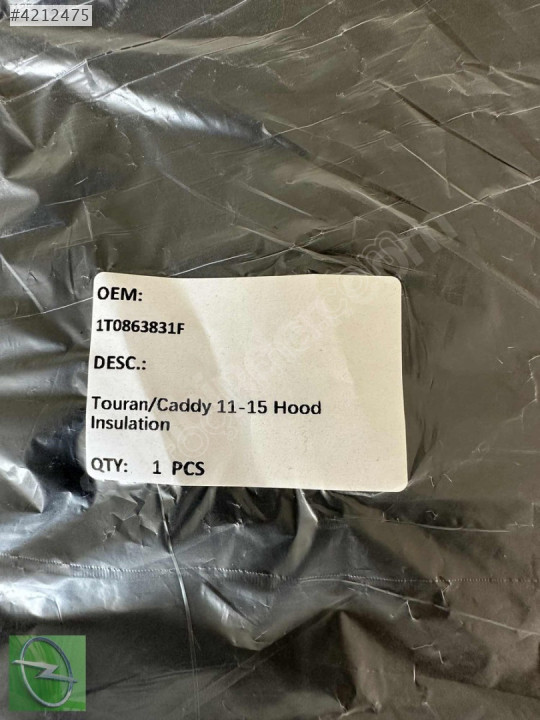 #4212475
OEM:
1T0863831F
DESC.:
Touran/Caddy 11-15 Hood
Insulation
QTY: 1 PCS